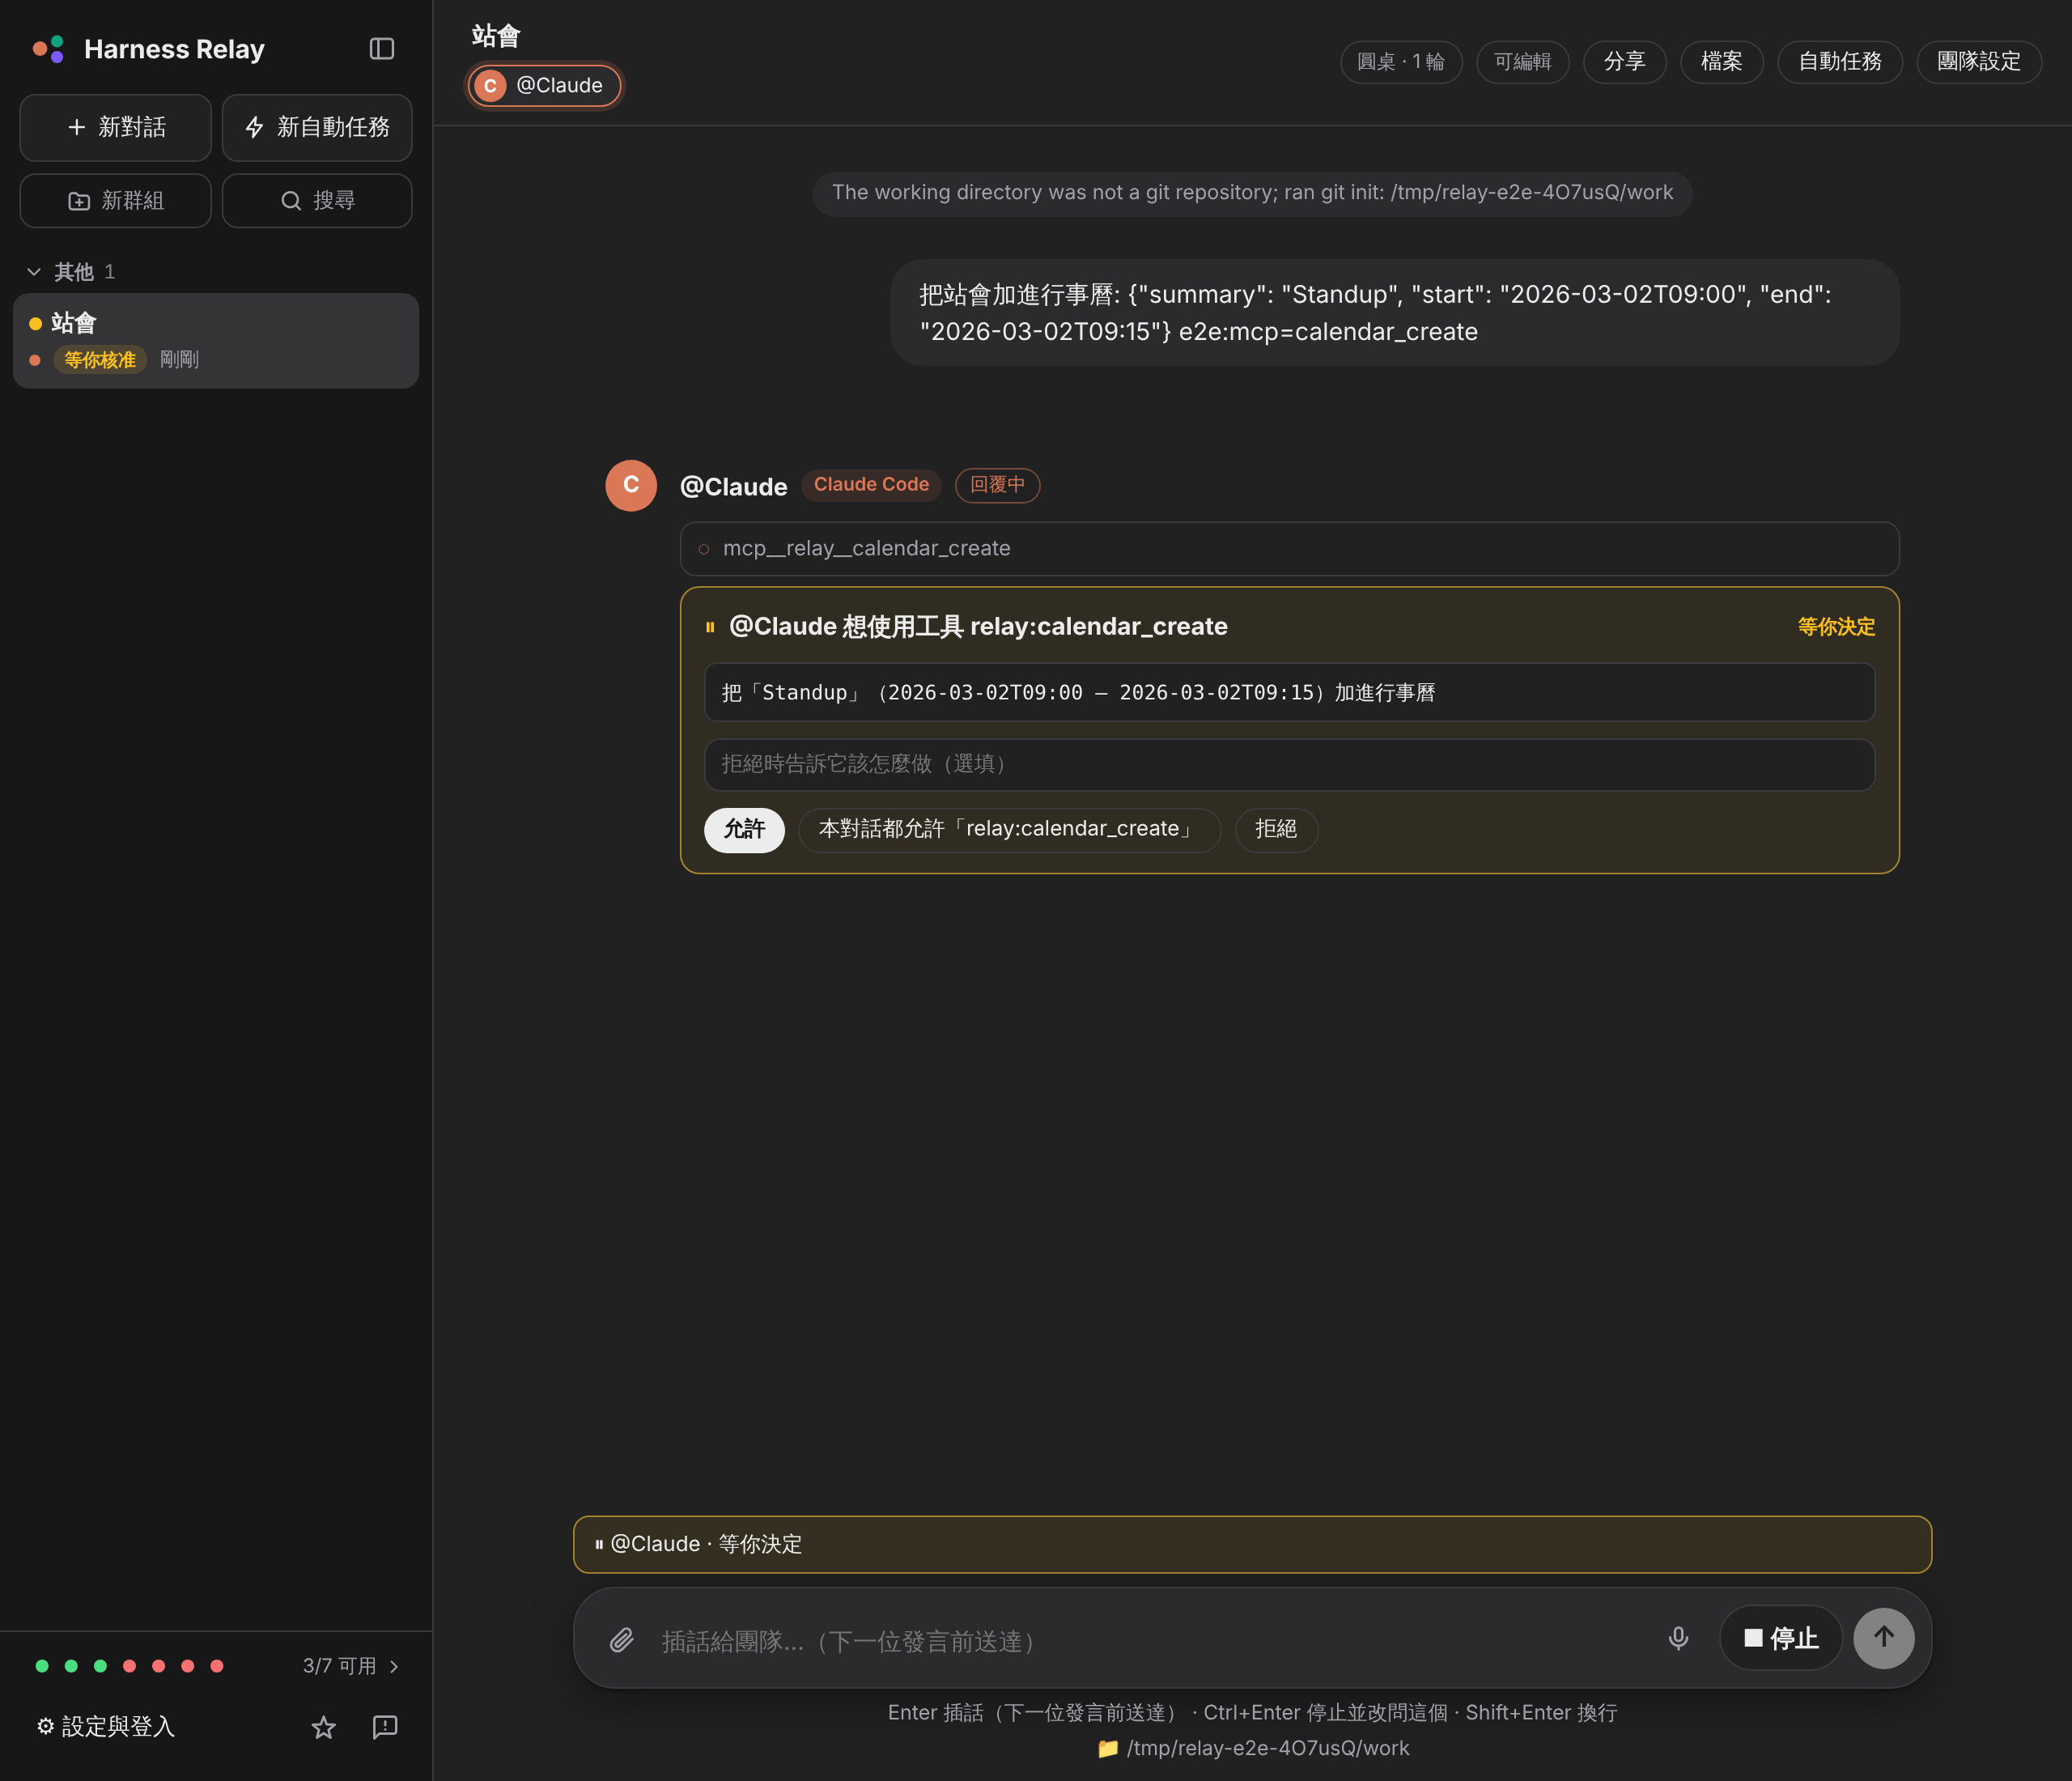 Harness Relay
新對話
新自動任務
新群組
搜尋
其他 1
站會
等你核准 剛剛
3/7 可用
設定與登入
站會
C @Claude
圓桌 · 1 輪
可編輯
分享
檔案
自動任務
團隊設定
The working directory was not a git repository; ran git init: /tmp/relay-e2e-4O7usQ/work
把站會加進行事曆: {"summary": "Standup", "start": "2026-03-02T09:00", "end":
"2026-03-02T09:15"} e2e:mcp=calendar_create
C @Claude Claude Code 回覆中
mcp__relay__calendar_create
@Claude 想使用工具 relay:calendar_create 等你決定
把「Standup」（2026-03-02T09:00 – 2026-03-02T09:15）加進行事曆
拒絕時告訴它該怎麼做（選填）
允許 本對話都允許「relay:calendar_create」 拒絕
@Claude · 等你決定
插話給團隊...（下一位發言前送達）
停止
Enter 插話（下一位發言前送達） · Ctrl+Enter 停止並改問這個 · Shift+Enter 換行
/tmp/relay-e2e-4O7usQ/work